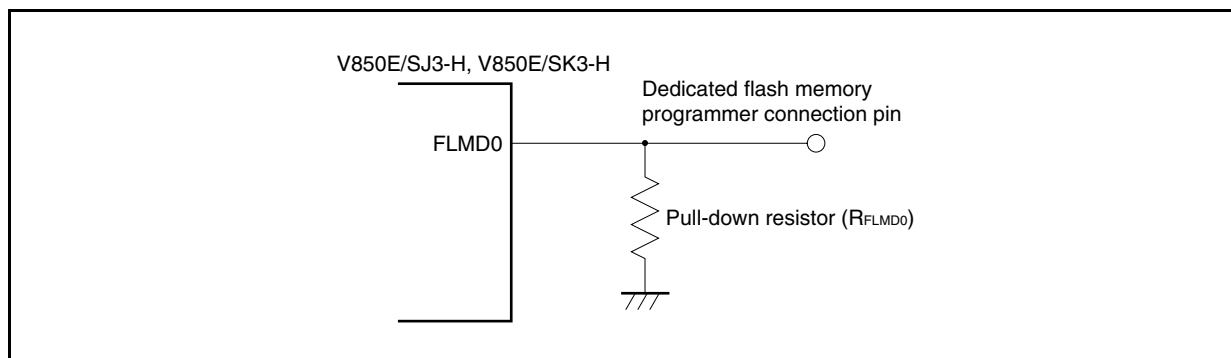 V850E/SJ3-H, V850E/SK3-H
Dedicated flash memory
programmer connection pin
FLMD0
Pull-down resistor (RFLMD0)